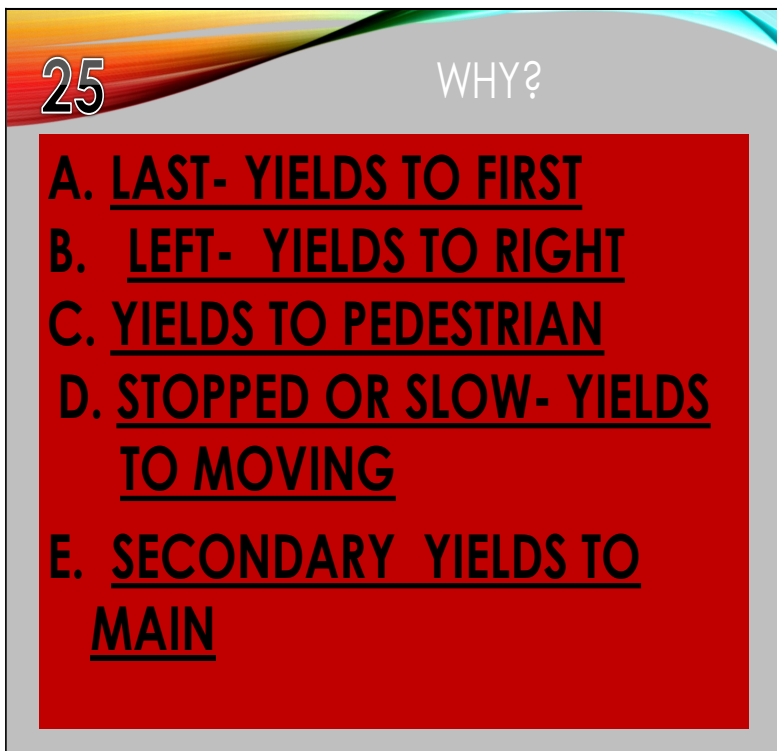 25
WHY?
A. LAST- YIELDS TO FIRST
B. LEFT- YIELDS TO RIGHT
C. YIELDS TO PEDESTRIAN
D. STOPPED OR SLOW- YIELDS
TO MOVING
E. SECONDARY YIELDS TO
MAIN